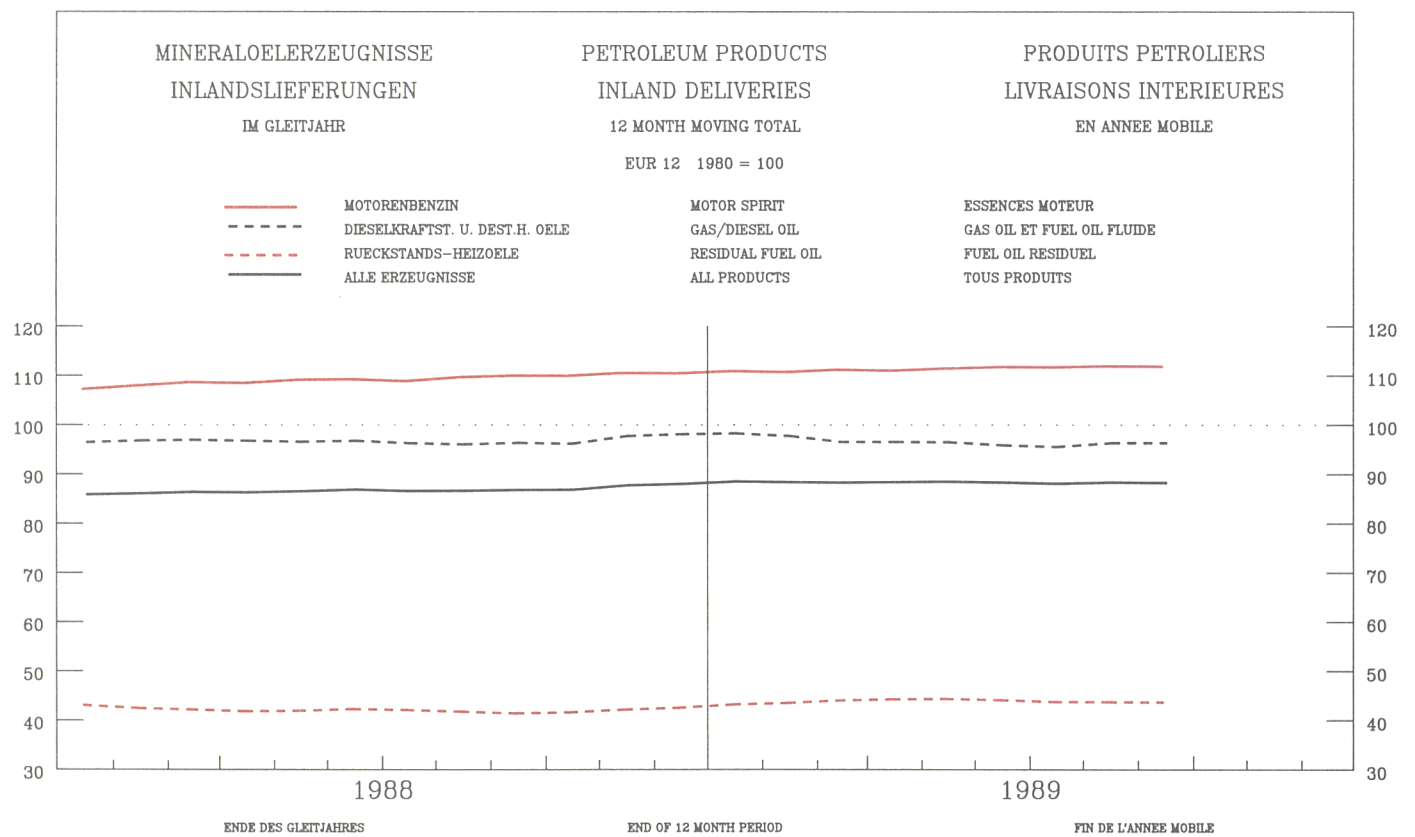 MINERALOELERZEUGNISSE PETROLEUM PRODUCTS PRODUITS PETROLIERS
INLANDSLIEFERUNGEN INLAND DELIVERIES LIVRAISONS INTERIEURES
IM GLEITJAHR 12 MONTH MOVING TOTAL EN ANNEE MOBILE
EUR 12 1980 = 100
MOTORENBENZIN MOTOR SPIRIT ESSENCES MOTEUR
DIESELKRAFTST. U. DEST.H. OELE GAS/DIESEL OIL GAS OIL ET FUEL OIL FLUIDE
RUECKSTANDS-HEIZOELE RESIDUAL FUEL OIL FUEL OIL RESIDUEL
ALLE ERZEUGNISSE ALL PRODUCTS TOUS PRODUITS
120 120
110 110
100 100
90 90
80 80
70 70
60 60
50 50
40 40
30 30
1988 1989
ENDE DES GLEITJAHRES END OF 12 MONTH PERIOD FIN DE L'ANNEE MOBILE